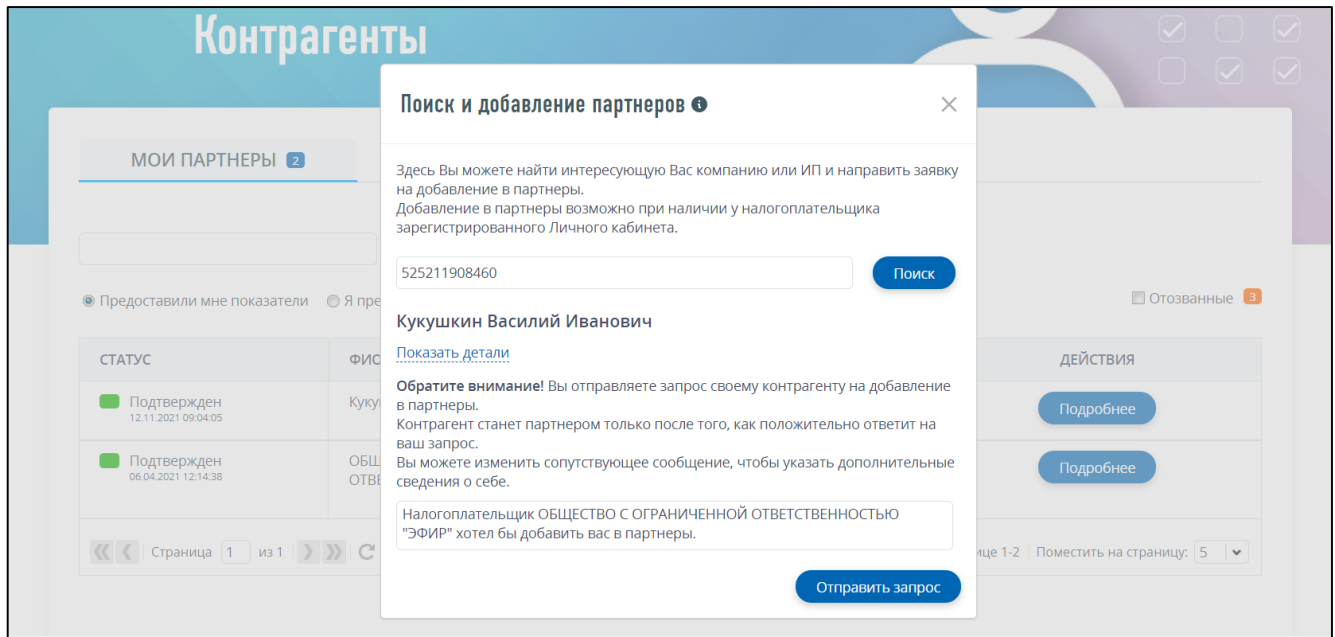 Контрагенты
Поиск и добавление партнеров
МОИ ПАРТНЕРЫ 2
Здесь Вы можете найти интересующую Вас компанию или ИП и направить заявку
на добавление в партнеры.
Добавление в партнеры возможно при наличии у налогоплательщика
зарегистрированного Личного кабинета.
525211908460 Поиск
Предоставили мне показатели Я пре
Отозванные 3
Кукушкин Василий Иванович
Показать детали
СТАТУС ФИС ДЕЙСТВИЯ
Обратите внимание! Вы отправляете запрос своему контрагенту на добавление
в партнеры.
Контрагент станет партнером только после того, как положительно ответит на
ваш запрос.
Вы можете изменить сопутствующее сообщение, чтобы указать дополнительные
сведения о себе.
Подтвержден Куку Подробнее
12.11.2021 09:04:05
Подтвержден ОБЩ Подробнее
06.04.2021 12:14:38 ОТВЕ
Налогоплательщик ОБЩЕСТВО С ОГРАНИЧЕННОЙ ОТВЕТСТВЕННОСТЬЮ
"ЭФИР" хотел бы добавить вас в партнеры.
Страница 1 из 1
ице 1-2 Поместить на страницу: 5
Отправить запрос